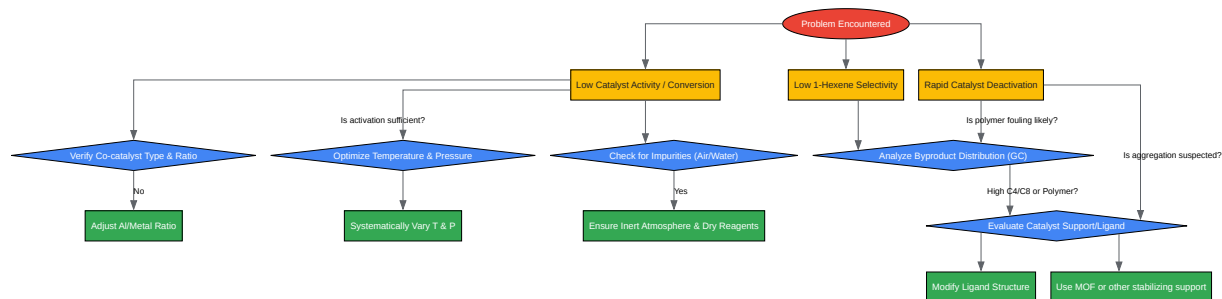 Problem Encountered
Low Catalyst Activity / Conversion
Low 1-Hexene Selectivity
Rapid Catalyst Deactivation
Is activation sufficient?
Is polymer fouling likely?
Verify Co-catalyst Type & Ratio
Optimize Temperature & Pressure
Check for Impurities (Air/Water)
Analyze Byproduct Distribution (GC)
Is aggregation suspected?
No
Yes
High C4/C8 or Polymer?
Adjust Al/Metal Ratio
Systematically Vary T & P
Ensure Inert Atmosphere & Dry Reagents
Evaluate Catalyst Support/Ligand
Modify Ligand Structure
Use MOF or other stabilizing support